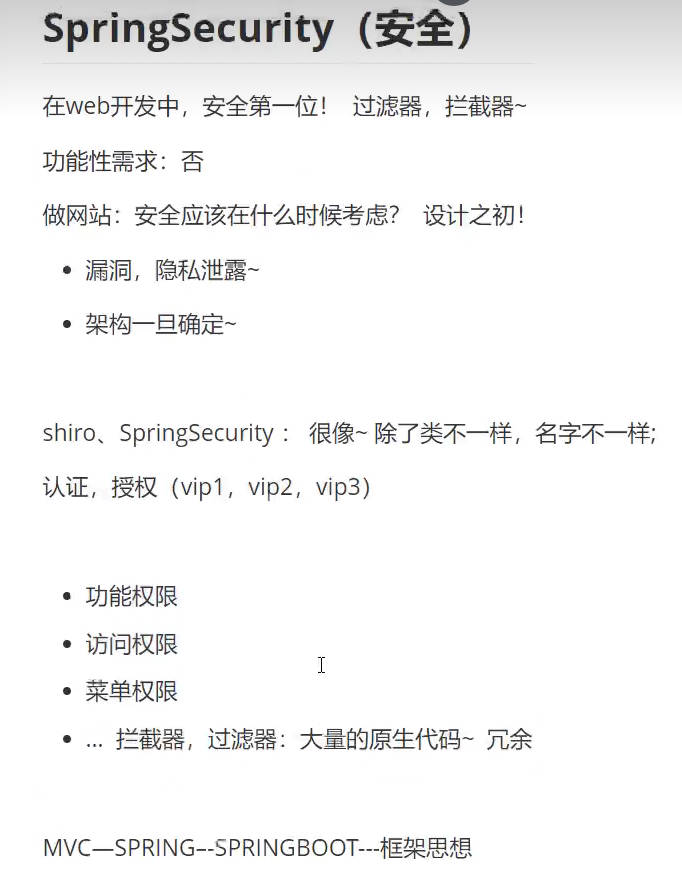 SpringSecurity（安全）
在web开发中，安全第一位！ 过滤器，拦截器~
功能性需求：否
做网站：安全应该在什么时候考虑？ 设计之初！
• 漏洞，隐私泄露~
• 架构一旦确定~
shiro、SpringSecurity： 很像~ 除了类不一样，名字不一样;
认证，授权（vip1，vip2，vip3）
• 功能权限
• 访问权限
• 菜单权限
• ... 拦截器，过滤器：大量的原生代码~ 冗余
MVC—SPRING–-SPRINGBOOT---框架思想